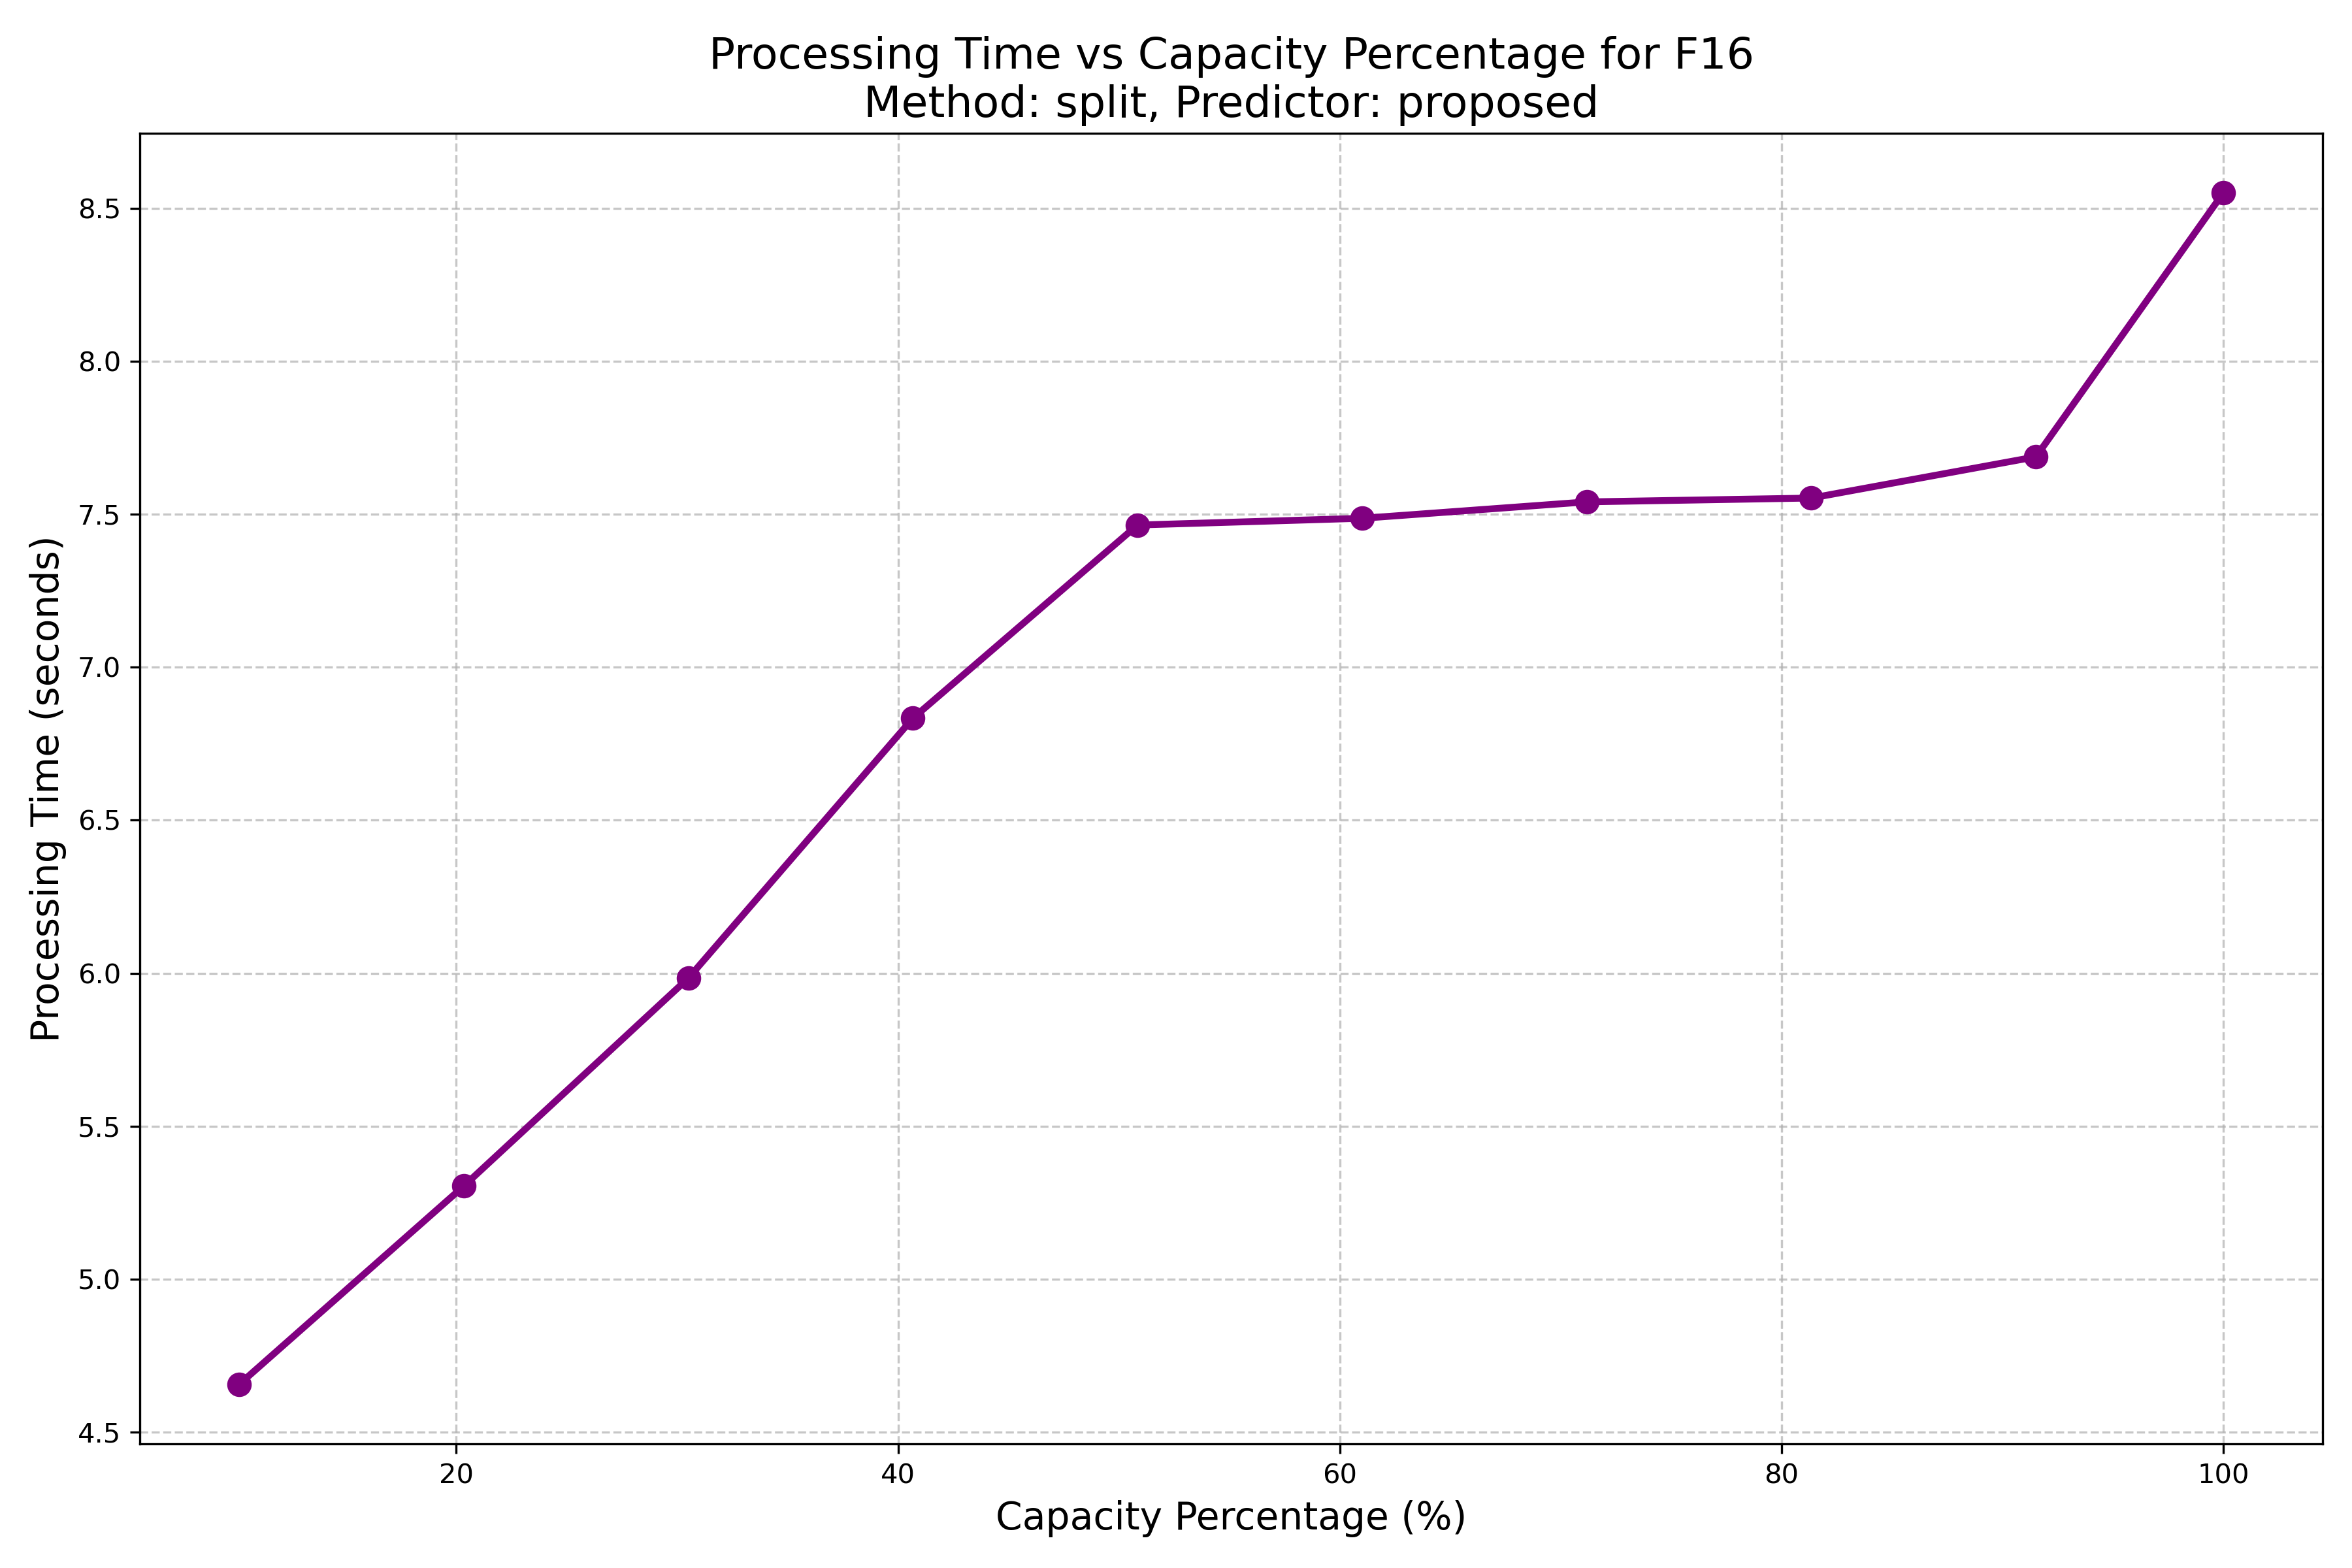 Processing Time vs Capacity Percentage for F16
Method: split, Predictor: proposed
Processing Time (seconds)
8.5
8.0
7.5
7.0
6.5
6.0
5.5
5.0
4.5
20 40 60 80 100
Capacity Percentage (%)